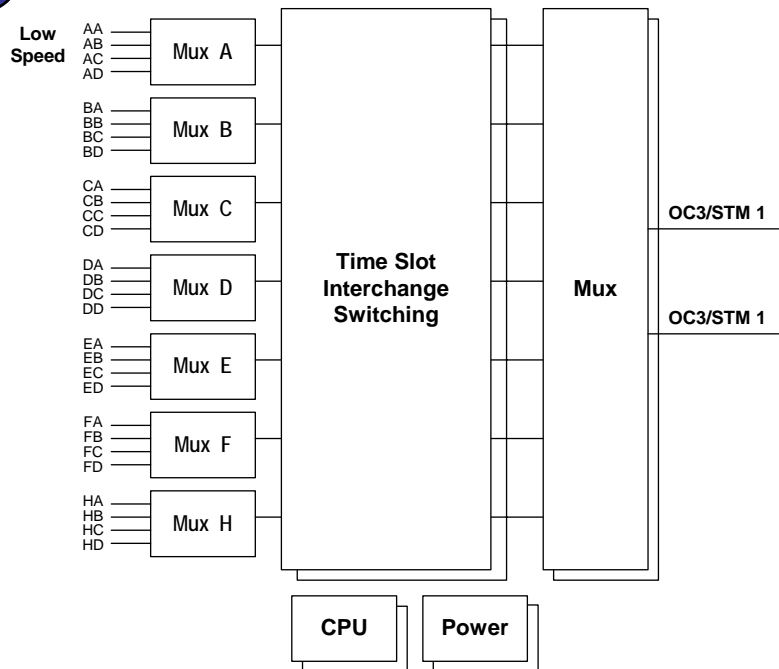 Low
Speed
AA
AB
AC
AD
Mux A
BA
BB
BC
BD
Mux B
CA
CB
CC
CD
Mux C
DA
DB
DC
DD
Mux D
EA
EB
EC
ED
Mux E
FA
FB
FC
FD
Mux F
HA
HB
HC
HD
Mux H
Time Slot
Interchange
Switching
Mux
OC3/STM 1
OC3/STM 1
CPU
Power